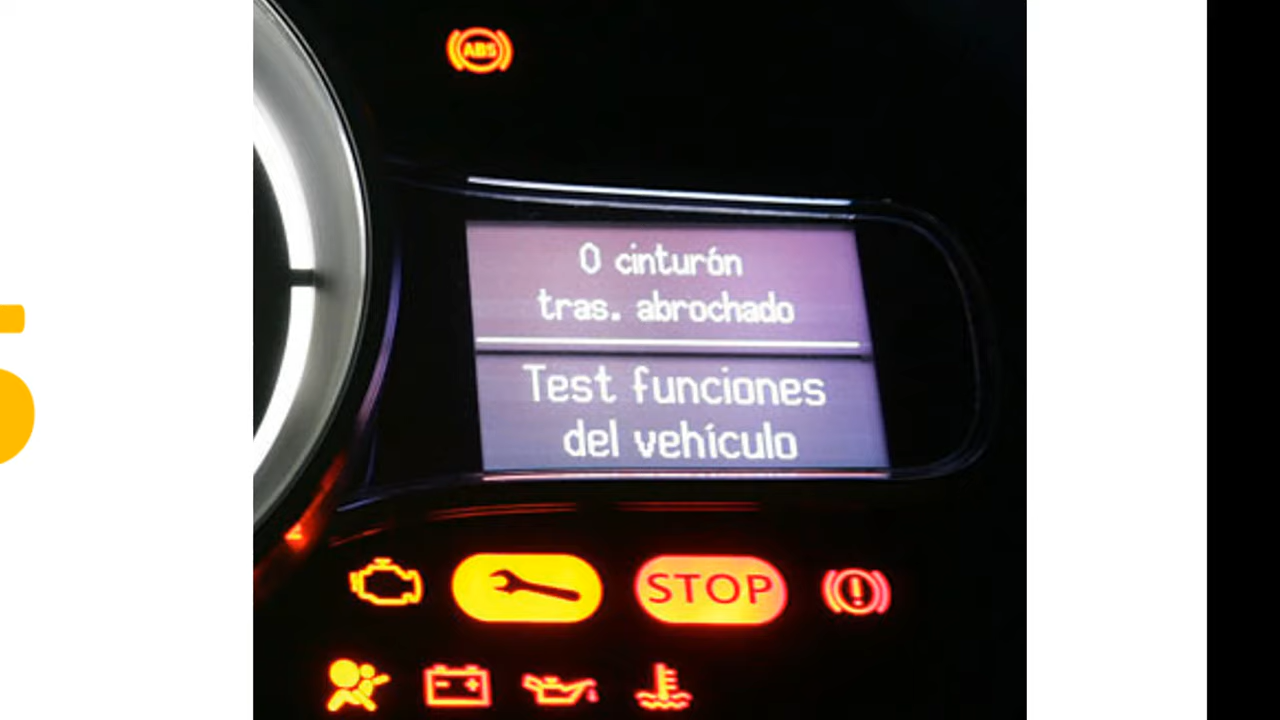 ABS
0 cinturón
tras. abrochado
Test funciones
del vehículo
STOP